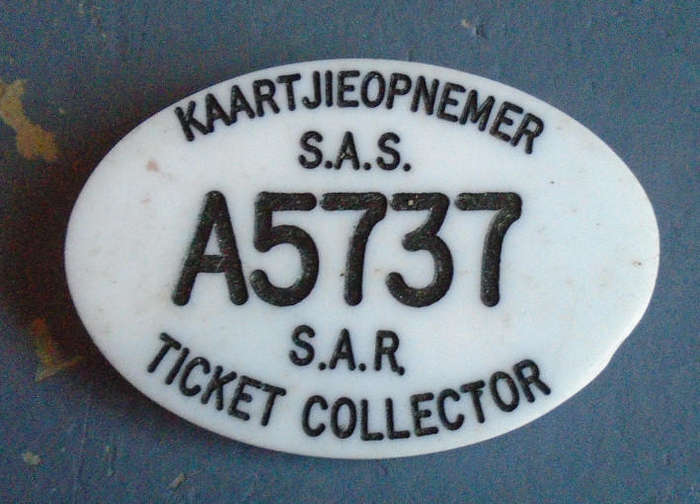 KAARTJIEOPNEMER
S.A.S.
A5737
S.A.R.
TICKET COLLECTOR